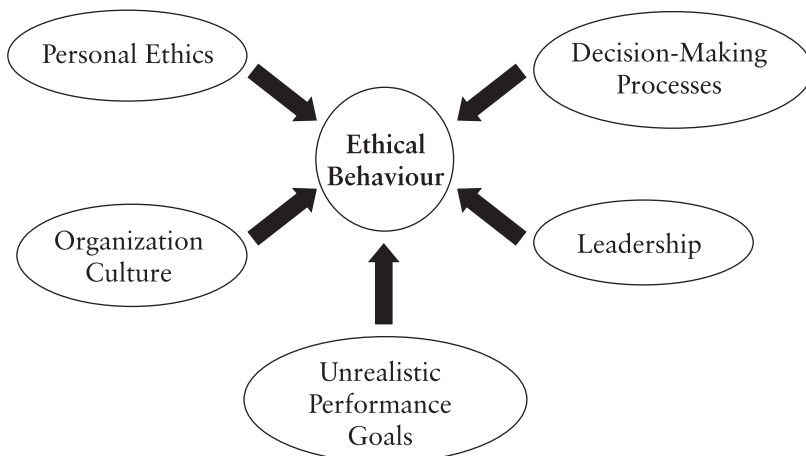 Personal Ethics
Decision-Making
Processes
Ethical
Behaviour
Organization
Culture
Leadership
Unrealistic
Performance
Goals